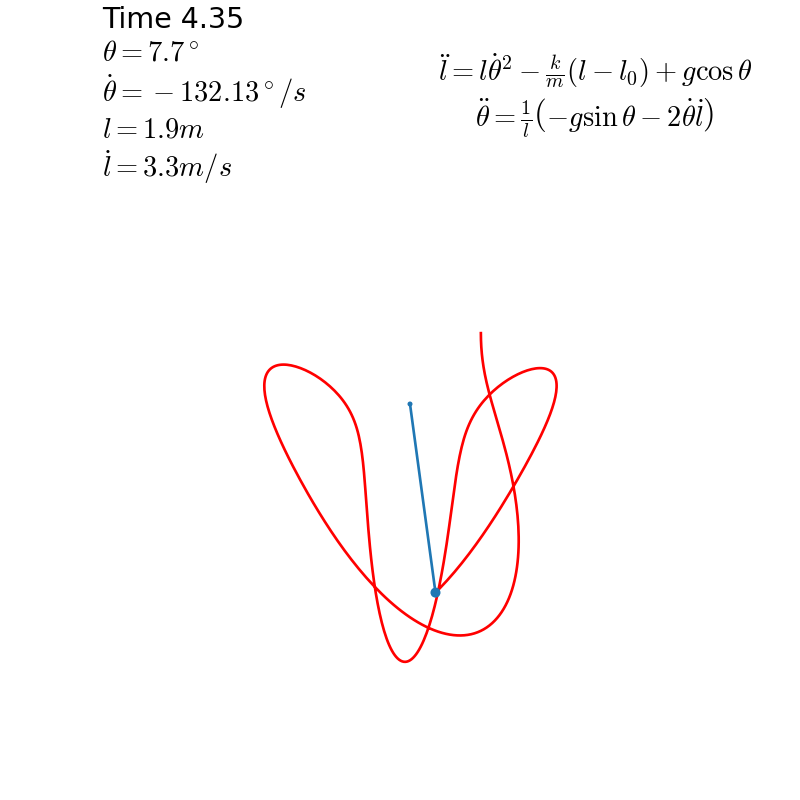 Time 4.35
θ = 7.7°
θ̇ = −132.13°/s
l = 1.9m
l̇ = 3.3m/s
l̈ = lθ̇² − k/m(l − l₀) + g cos θ
θ̈ = 1/l(−g sin θ − 2θ̇l̇)